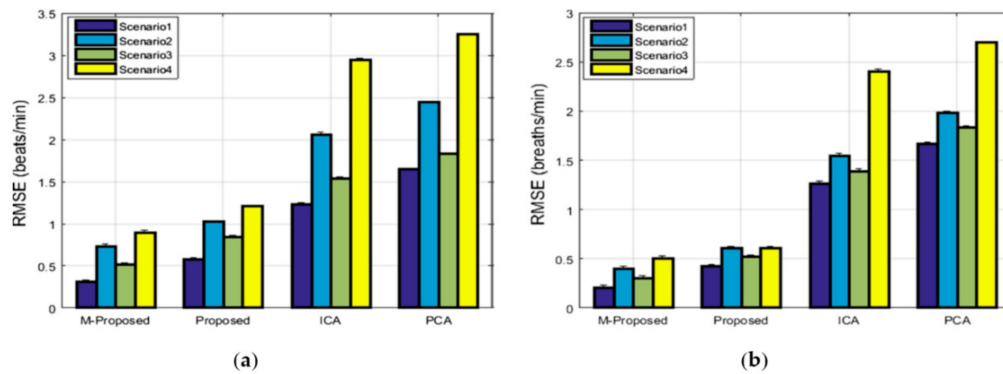 3.5
3
2.5
2
1.5
1
0.5
0
RMSE (beats/min)
Scenario1
Scenario2
Scenario3
Scenario4
M-Proposed Proposed ICA PCA
(a)
3
2.5
2
1.5
1
0.5
0
RMSE (breaths/min)
Scenario1
Scenario2
Scenario3
Scenario4
M-Proposed Proposed ICA PCA
(b)